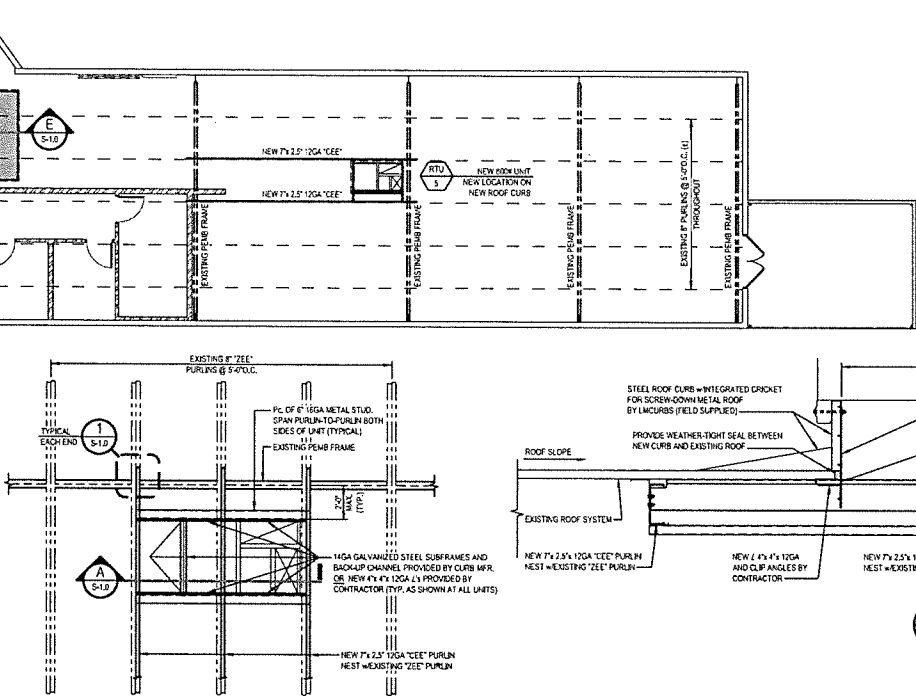 E
S-1.0
NEW 7"x 2.5" 12GA "CEE"
NEW 7"x 2.5" 12GA "CEE"
RTU
5
NEW 600# UNIT
NEW LOCATION ON
NEW ROOF CURB
EXISTING PEMB FRAME
EXISTING PEMB FRAME
EXISTING PEMB FRAME
EXISTING 8" PURLINS @ 5'-0"O.C. (±)
THROUGHOUT
EXISTING PEMB FRAME
EXISTING 8" "ZEE"
PURLINS @ 5'-0"O.C.
TYPICAL
EACH END
1
S-1.0
Pc. OF 6" 16GA METAL STUD.
SPAN PURLIN-TO-PURLIN BOTH
SIDES OF UNIT (TYPICAL)
EXISTING PEMB FRAME
2'-0"
MAX.
(TYP.)
A
S-1.0
14GA GALVANIZED STEEL SUBFRAMES AND
BACK-UP CHANNEL PROVIDED BY CURB MFR.
OR NEW 4"x 4"x 12GA L's PROVIDED BY
CONTRACTOR (TYP. AS SHOWN AT ALL UNITS)
NEW 7"x 2.5" 12GA "CEE" PURLIN
NEST w/EXISTING "ZEE" PURLIN
STEEL ROOF CURB w/INTEGRATED CRICKET
FOR SCREW-DOWN METAL ROOF
BY LMCURBS (FIELD SUPPLIED)
PROVIDE WEATHER-TIGHT SEAL BETWEEN
NEW CURB AND EXISTING ROOF
ROOF SLOPE
EXISTING ROOF SYSTEM
NEW 7"x 2.5"x 12GA "CEE" PURLIN
NEST w/EXISTING "ZEE" PURLIN
NEW L 4"x 4"x 12GA
AND CLIP ANGLES BY
CONTRACTOR
NEW 7"x 2.5"x 1
NEST w/EXISTIN